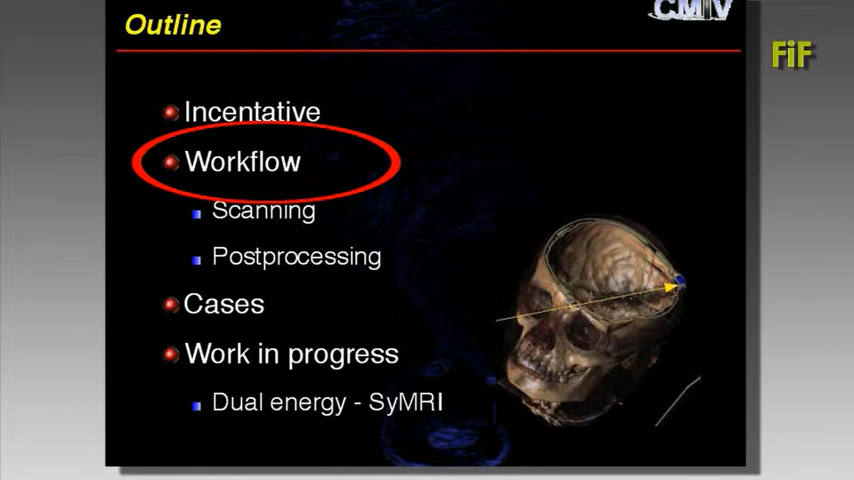 Outline
CMIV
FiF
Incentative
Workflow
Scanning
Postprocessing
Cases
Work in progress
Dual energy - SyMRI